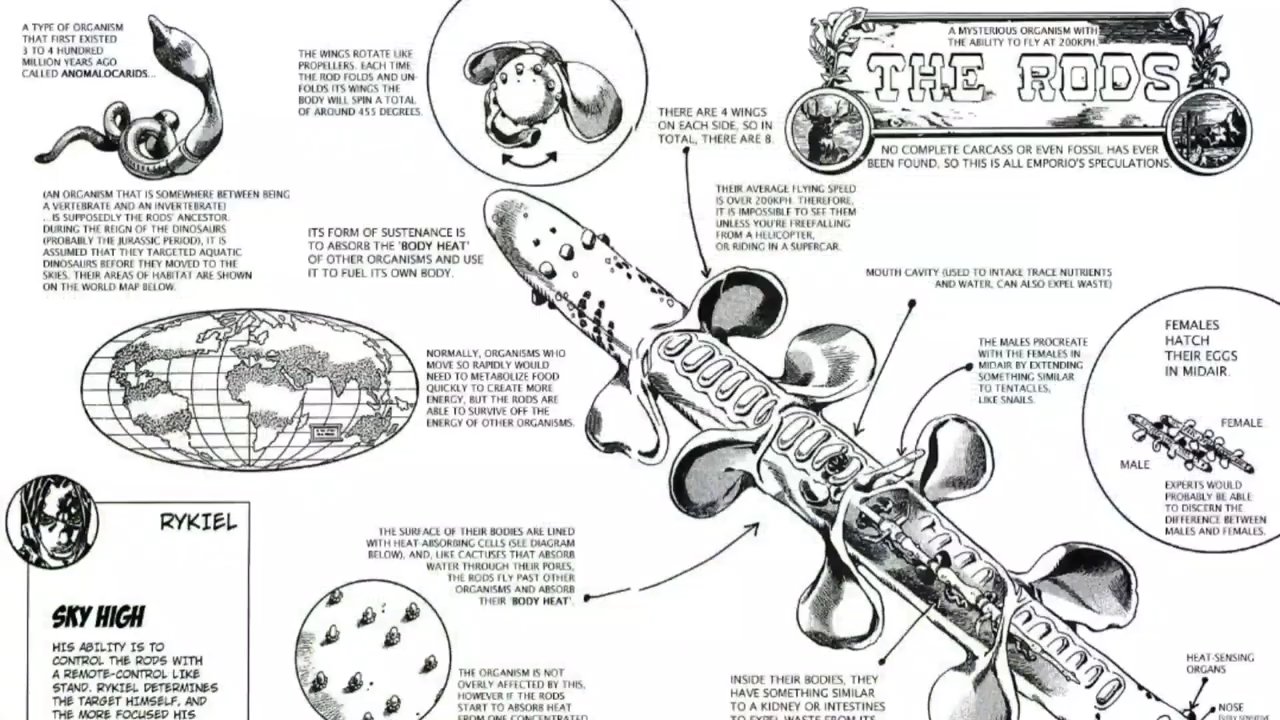 A TYPE OF ORGANISM
THAT FIRST EXISTED
3 TO 4 HUNDRED
MILLION YEARS AGO
CALLED ANOMALOCARIDS...
(AN ORGANISM THAT IS SOMEWHERE BETWEEN BEING
A VERTEBRATE AND AN INVERTEBRATE)
...IS SUPPOSEDLY THE RODS' ANCESTOR.
DURING THE REIGN OF THE DINOSAURS
(PROBABLY THE JURASSIC PERIOD), IT IS
ASSUMED THAT THEY TARGETED AQUATIC
DINOSAURS BEFORE THEY MOVED TO THE
SKIES. THEIR AREAS OF HABITAT ARE SHOWN
ON THE WORLD MAP BELOW.
THE WINGS ROTATE LIKE
PROPELLERS. EACH TIME
THE ROD FOLDS AND UN-
FOLDS ITS WINGS THE
BODY WILL SPIN A TOTAL
OF AROUND 455 DEGREES.
ITS FORM OF SUSTENANCE IS
TO ABSORB THE 'BODY HEAT'
OF OTHER ORGANISMS AND USE
IT TO FUEL ITS OWN BODY.
NORMALLY, ORGANISMS WHO
MOVE SO RAPIDLY WOULD
NEED TO METABOLIZE FOOD
QUICKLY TO CREATE MORE
ENERGY, BUT THE RODS ARE
ABLE TO SURVIVE OFF THE
ENERGY OF OTHER ORGANISMS.
A MYSTERIOUS ORGANISM WITH
THE ABILITY TO FLY AT 200KPH.
THE RODS
NO COMPLETE CARCASS OR EVEN FOSSIL HAS EVER
BEEN FOUND, SO THIS IS ALL EMPORIO'S SPECULATIONS.
THERE ARE 4 WINGS
ON EACH SIDE, SO IN
TOTAL, THERE ARE 8.
THEIR AVERAGE FLYING SPEED
IS OVER 200KPH. THEREFORE,
IT IS IMPOSSIBLE TO SEE THEM
UNLESS YOU'RE FREEFALLING
FROM A HELICOPTER,
OR RIDING IN A SUPERCAR.
MOUTH CAVITY (USED TO INTAKE TRACE NUTRIENTS
AND WATER, CAN ALSO EXPEL WASTE)
THE MALES PROCREATE
WITH THE FEMALES IN
MIDAIR BY EXTENDING
SOMETHING SIMILAR
TO TENTACLES,
LIKE SNAILS.
FEMALES
HATCH
THEIR EGGS
IN MIDAIR.
FEMALE
MALE
EXPERTS WOULD
PROBABLY BE ABLE
TO DISCERN THE
DIFFERENCE BETWEEN
MALES AND FEMALES.
RYKIEL
SKY HIGH
HIS ABILITY IS TO
CONTROL THE RODS WITH
A REMOTE-CONTROL LIKE
STAND. RYKIEL DETERMINES
THE TARGET HIMSELF, AND
THE MORE FOCUSED HIS
THE SURFACE OF THEIR BODIES ARE LINED
WITH HEAT-ABSORBING CELLS (SEE DIAGRAM
BELOW), AND, LIKE CACTUSES THAT ABSORB
WATER THROUGH THEIR PORES,
THE RODS FLY PAST OTHER
ORGANISMS AND ABSORB
THEIR 'BODY HEAT'.
THE ORGANISM IS NOT
OVERLY AFFECTED BY THIS.
HOWEVER IF THE RODS
START TO ABSORB HEAT
FROM ONE CONCENTRATED
INSIDE THEIR BODIES, THEY
HAVE SOMETHING SIMILAR
TO A KIDNEY OR INTESTINES
TO EXPEL WASTE FROM ITS
HEAT-SENSING
ORGANS
NOSE